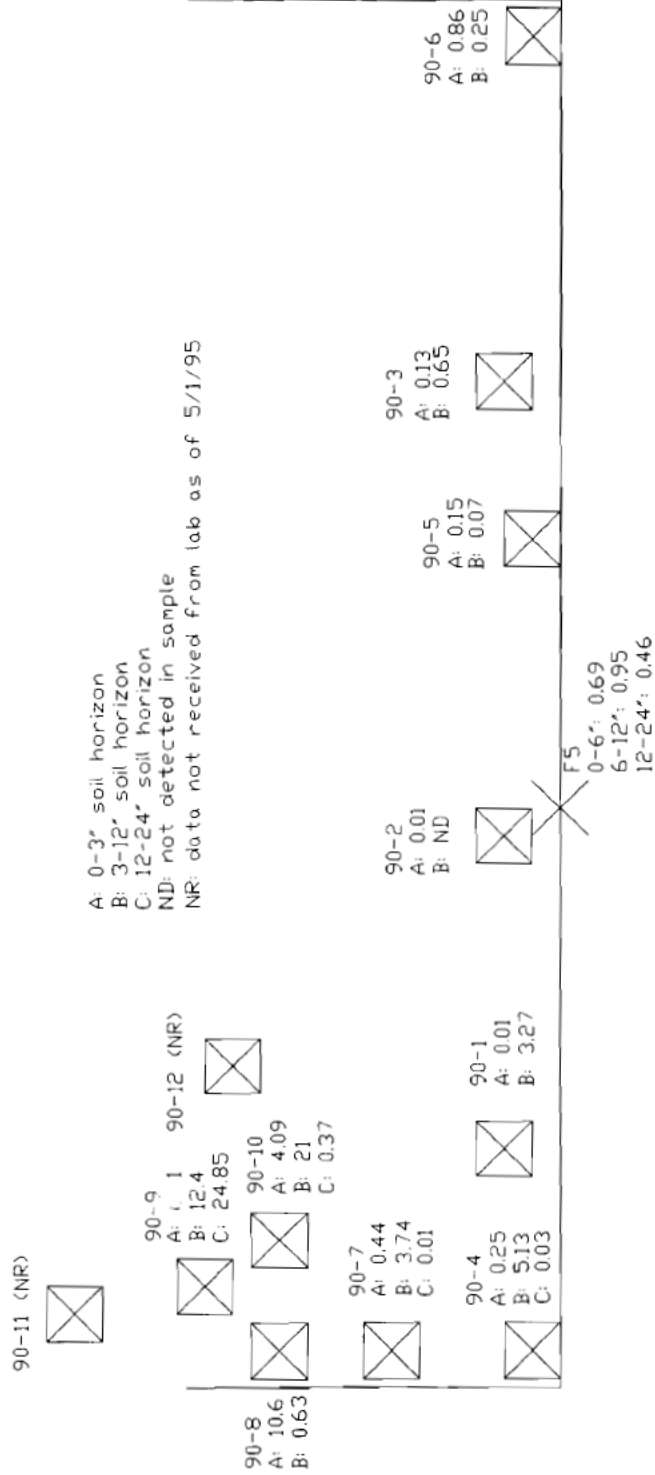 90-11 (NR)
90-9
A: 1
B: 12.4
C: 24.85
90-12 (NR)
90-8
A: 10.6
B: 0.63
90-10
A: 4.09
B: 21
C: 0.37
90-7
A: 0.44
B: 3.74
C: 0.01
90-4
A: 0.25
B: 5.13
C: 0.03
90-1
A: 0.01
B: 3.27
A: 0-3" soil horizon
B: 3-12" soil horizon
C: 12-24" soil horizon
ND: not detected in sample
NR: data not received from lab as of 5/1/95
90-2
A: 0.01
B: ND
F5
0-6": 0.69
6-12": 0.95
12-24": 0.46
90-5
A: 0.15
B: 0.07
90-3
A: 0.13
B: 0.65
90-6
A: 0.86
B: 0.25